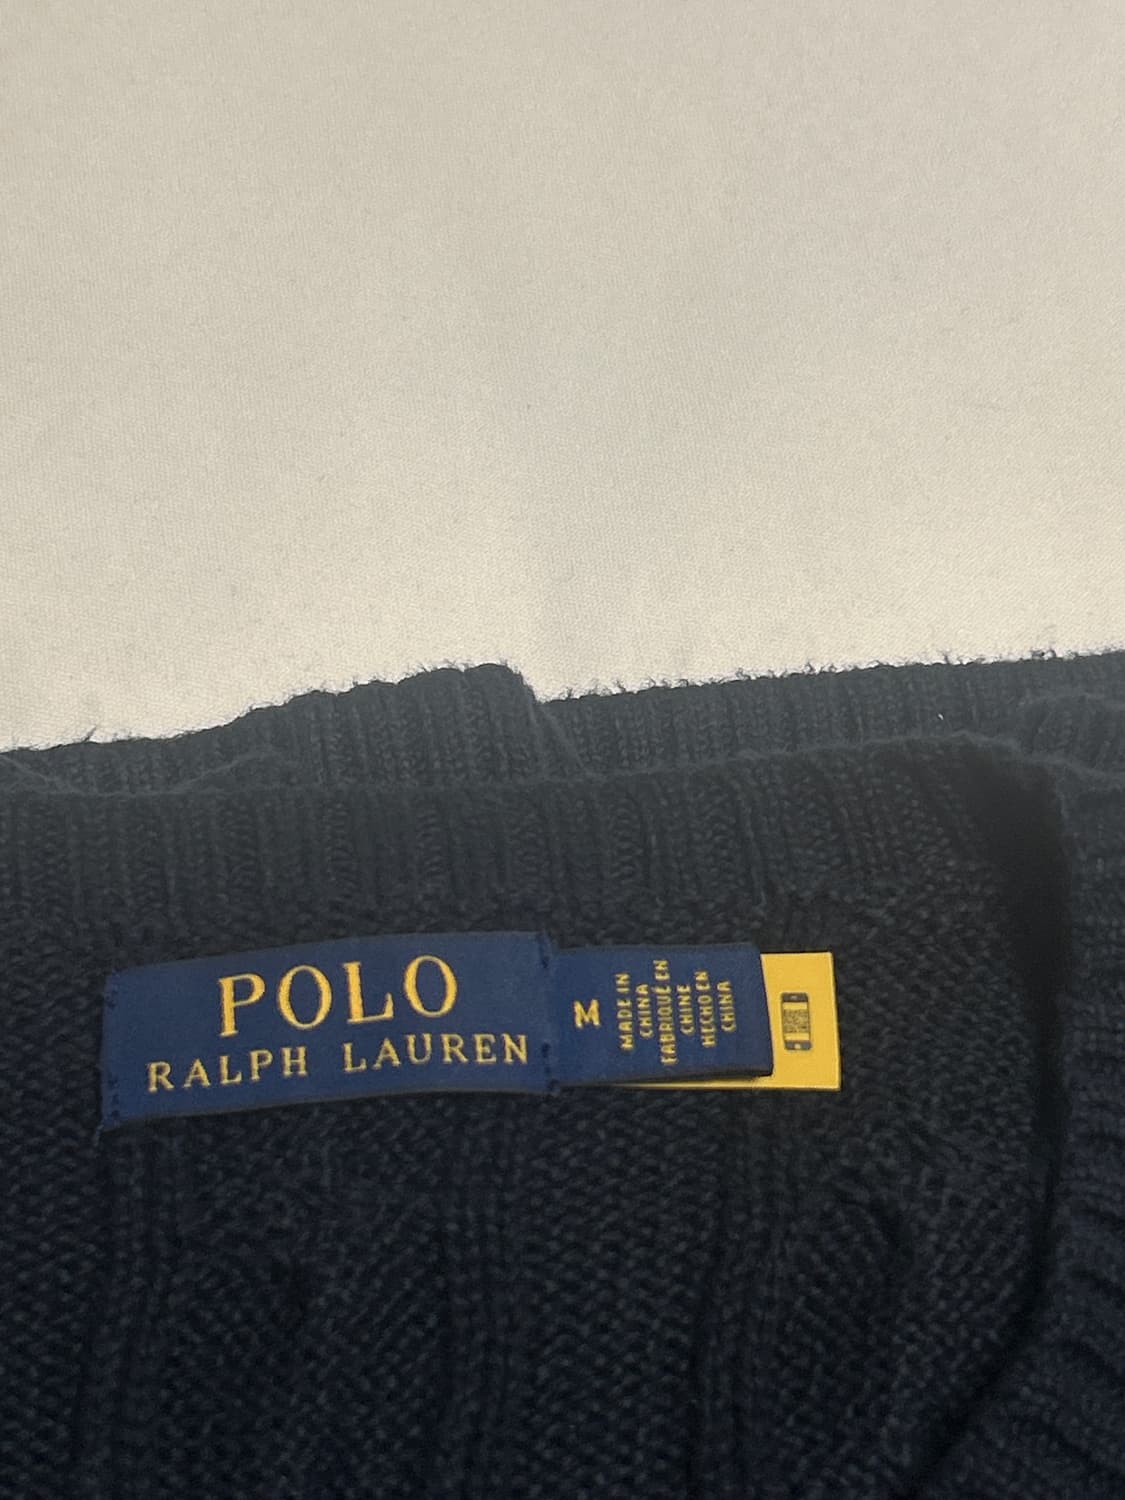 POLO
RALPH LAUREN
M
MADE IN
CHINA
FABRIQUÉ EN
CHINE
HECHO EN
CHINA